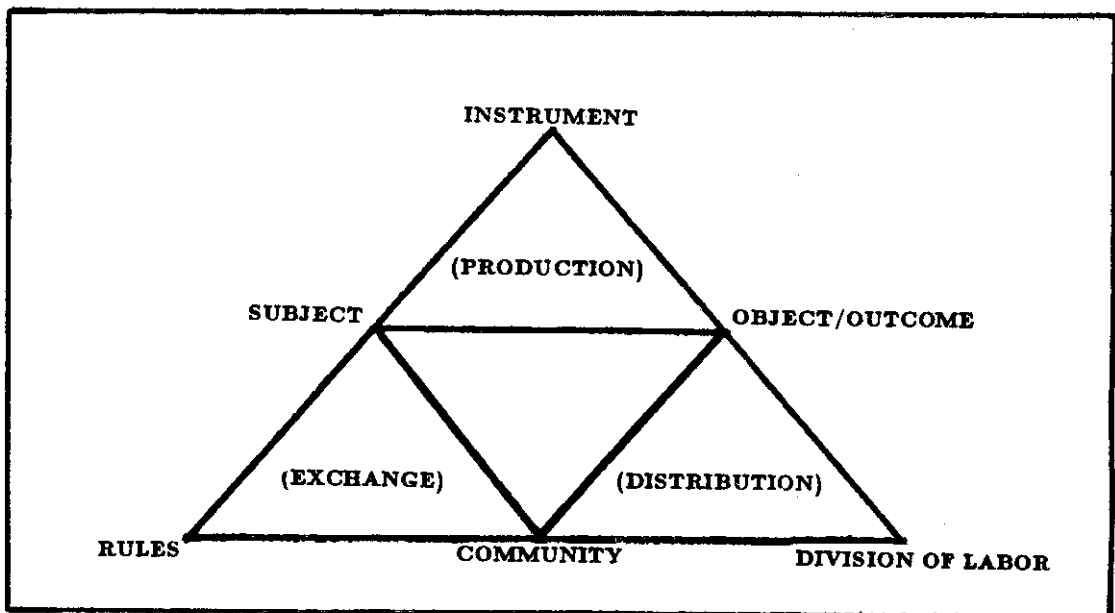 INSTRUMENT
(PRODUCTION)
SUBJECT
OBJECT/OUTCOME
(EXCHANGE)
(DISTRIBUTION)
RULES
COMMUNITY
DIVISION OF LABOR